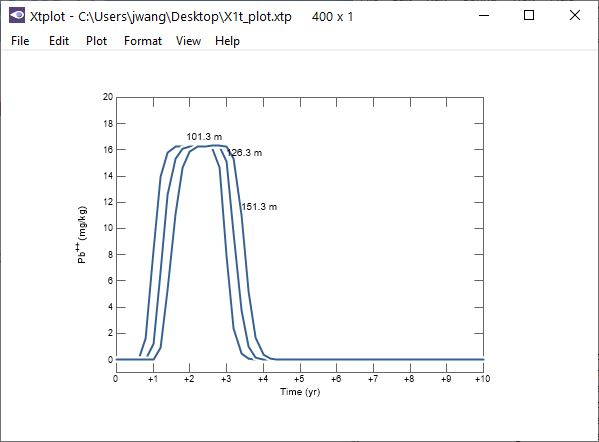 Xtplot - C:\Users\jwang\Desktop\X1t_plot.xtp 400 x 1
File Edit Plot Format View Help
20
18
16
14
12
10
8
6
4
2
0
Pb++ (mg/kg)
101.3 m
126.3 m
151.3 m
0 +1 +2 +3 +4 +5 +6 +7 +8 +9 +10
Time (yr)